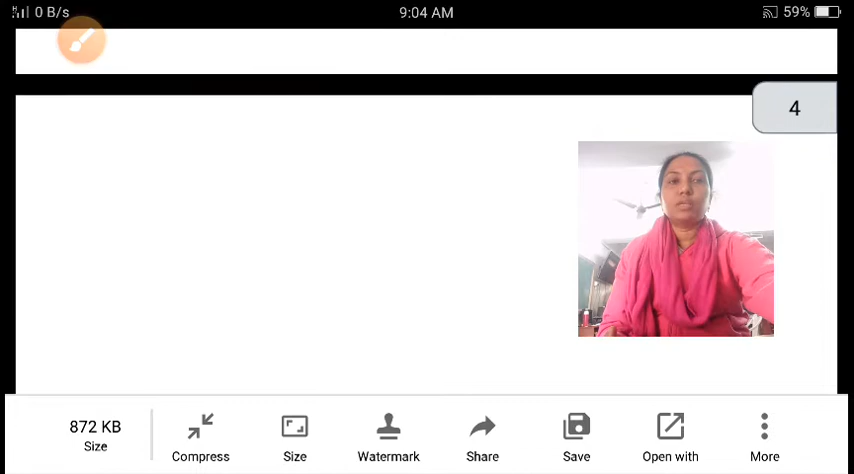 0 B/s 9:04 AM 59%
4
872 KB
Size
Compress
Size
Watermark
Share
Save
Open with
More